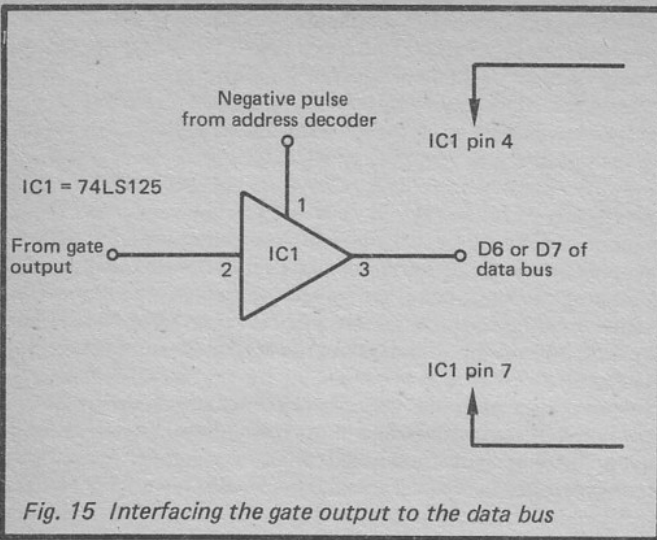 Negative pulse
from address decoder
IC1 pin 4
IC1 = 74LS125
1
From gate
output
2
IC1
3
D6 or D7 of
data bus
IC1 pin 7
Fig. 15 Interfacing the gate output to the data bus